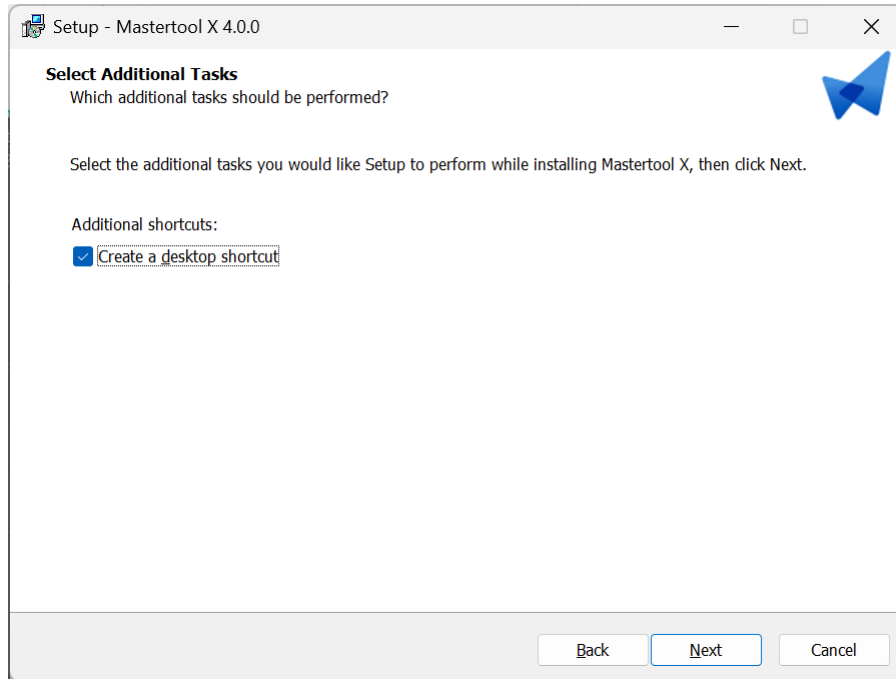 Setup - Mastertool X 4.0.0
Select Additional Tasks
Which additional tasks should be performed?
Select the additional tasks you would like Setup to perform while installing Mastertool X, then click Next.
Additional shortcuts:
Create a desktop shortcut
Back Next Cancel